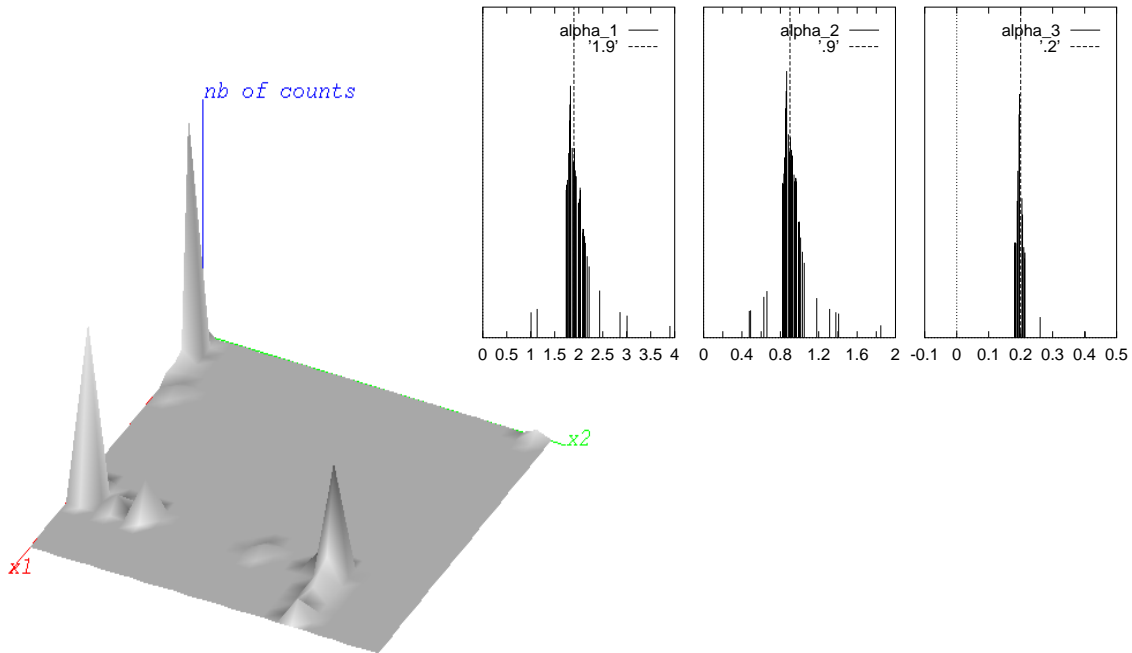 nb of counts
x2
x1
alpha_1
'1.9'
0 0.5 1 1.5 2 2.5 3 3.5 4
alpha_2
'.9'
0 0.4 0.8 1.2 1.6 2
alpha_3
'.2'
-0.1 0 0.1 0.2 0.3 0.4 0.5